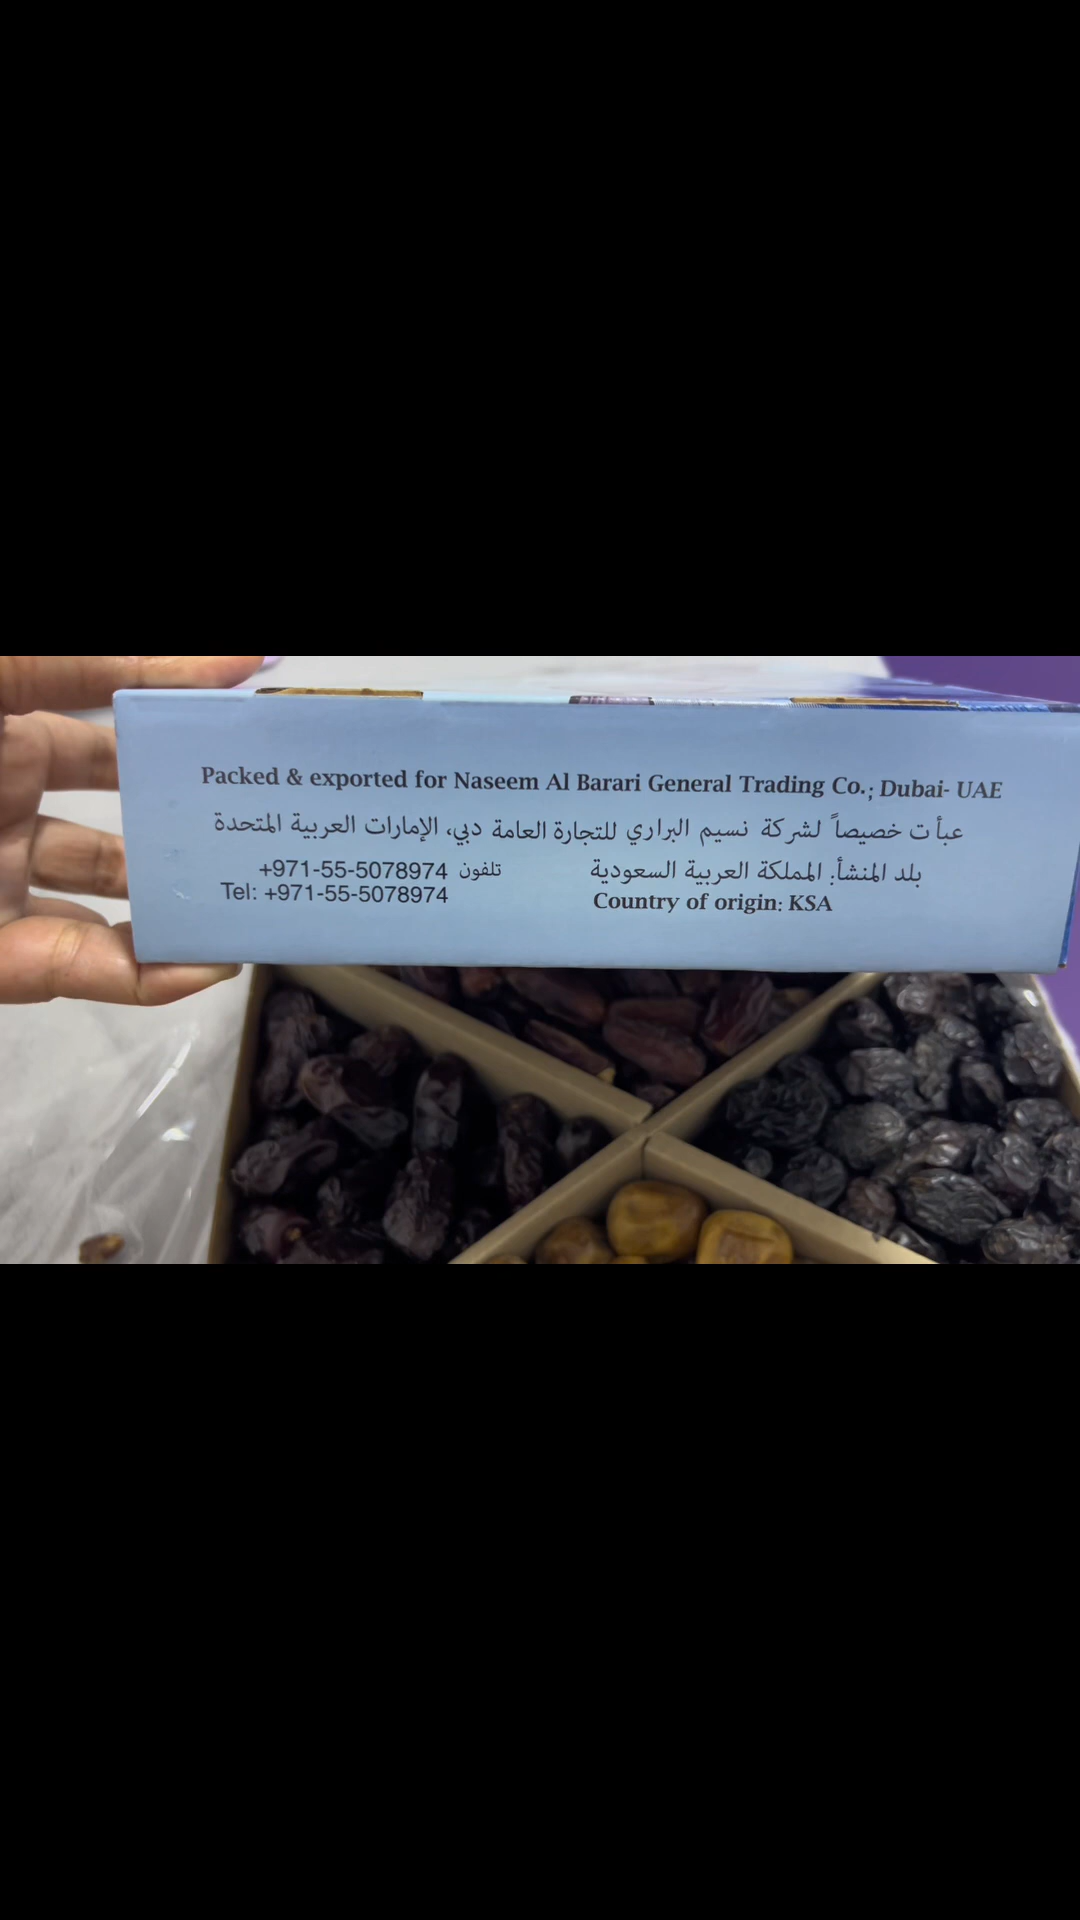 Packed & exported for Naseem Al Barari General Trading Co.; Dubai- UAE
عبأت خصيصاً لشركة نسيم البراري للتجارة العامة دبي، الإمارات العربية المتحدة
تلفون +971-55-5078974
Tel: +971-55-5078974
بلد المنشأ: المملكة العربية السعودية
Country of origin: KSA